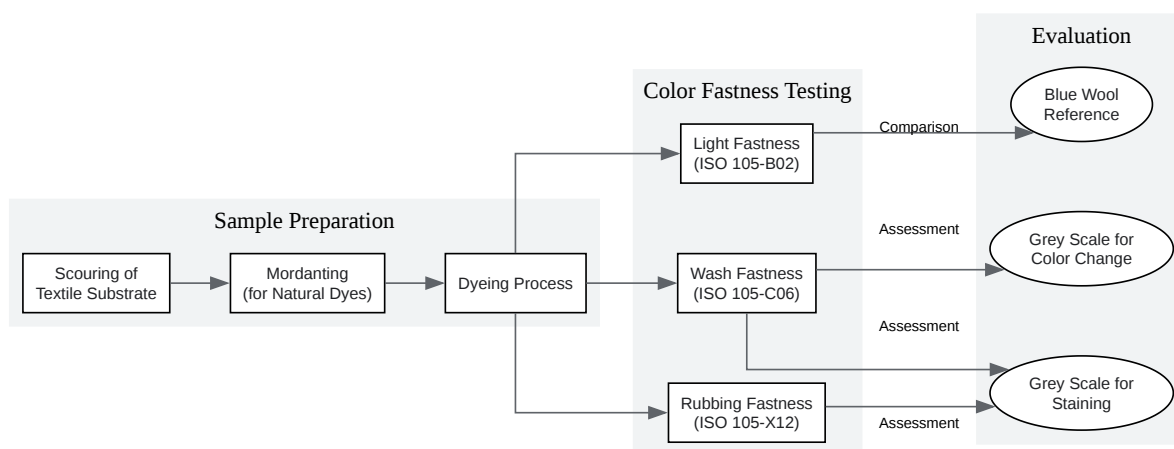 Evaluation
Color Fastness Testing
Blue Wool
Reference
Comparison
Light Fastness
(ISO 105-B02)
Sample Preparation
Assessment
Scouring of
Textile Substrate
Mordanting
(for Natural Dyes)
Dyeing Process
Wash Fastness
(ISO 105-C06)
Grey Scale for
Color Change
Assessment
Rubbing Fastness
(ISO 105-X12)
Grey Scale for
Staining
Assessment